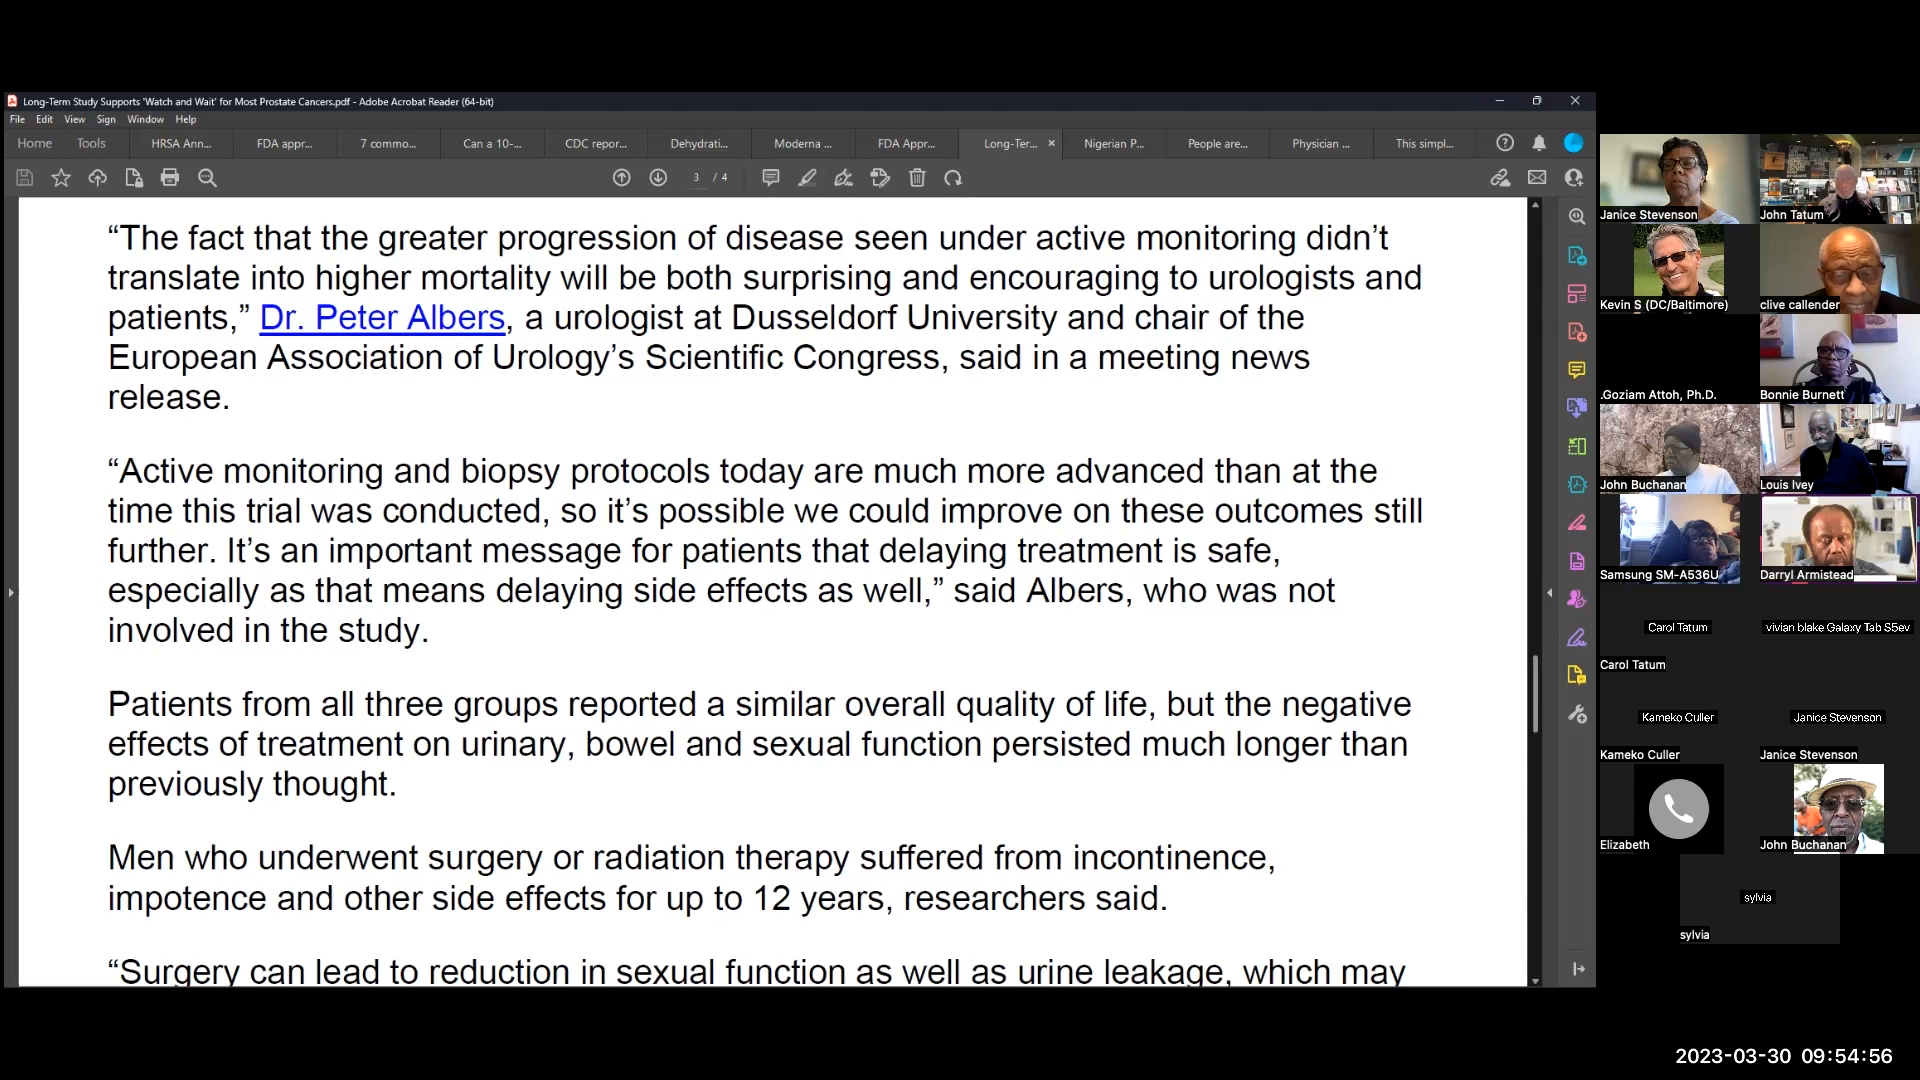 Long-Term Study Supports 'Watch and Wait' for Most Prostate Cancers.pdf - Adobe Acrobat Reader (64-bit)
File Edit View Sign Window Help
Home Tools HRSA Ann... FDA appr... 7 commo... Can a 10-... CDC repor... Dehydrati... Moderna ... FDA Appr... Long-Ter... × Nigerian P... People are... Physician ... This simpl...
3 / 4
“The fact that the greater progression of disease seen under active monitoring didn’t
translate into higher mortality will be both surprising and encouraging to urologists and
patients,” Dr. Peter Albers, a urologist at Dusseldorf University and chair of the
European Association of Urology’s Scientific Congress, said in a meeting news
release.
“Active monitoring and biopsy protocols today are much more advanced than at the
time this trial was conducted, so it’s possible we could improve on these outcomes still
further. It’s an important message for patients that delaying treatment is safe,
especially as that means delaying side effects as well,” said Albers, who was not
involved in the study.
Patients from all three groups reported a similar overall quality of life, but the negative
effects of treatment on urinary, bowel and sexual function persisted much longer than
previously thought.
Men who underwent surgery or radiation therapy suffered from incontinence,
impotence and other side effects for up to 12 years, researchers said.
“Surgery can lead to reduction in sexual function as well as urine leakage, which may
Janice Stevenson
John Tatum
Kevin S (DC/Baltimore)
clive callender
.Goziam Attoh, Ph.D.
Bonnie Burnett
John Buchanan
Louis Ivey
Samsung SM-A536U
Darryl Armistead
Carol Tatum
vivian blake Galaxy Tab S5ev
Carol Tatum
Kameko Culler
Janice Stevenson
Kameko Culler
Janice Stevenson
Elizabeth
John Buchanan
sylvia
sylvia
2023-03-30 09:54:56